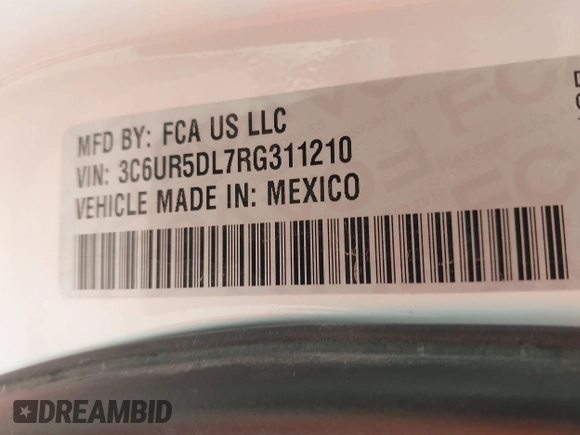 MFD BY: FCA US LLC
VIN: 3C6UR5DL7RG311210
VEHICLE MADE IN: MEXICO
DREAMBID